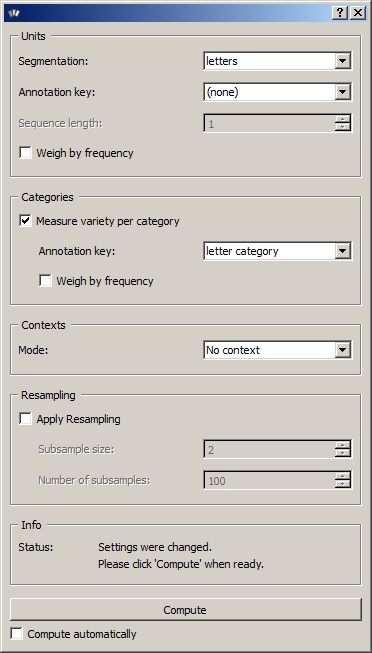 Units
Segmentation: letters
Annotation key: (none)
Sequence length: 1
Weigh by frequency
Categories
Measure variety per category
Annotation key: letter category
Weigh by frequency
Contexts
Mode: No context
Resampling
Apply Resampling
Subsample size: 2
Number of subsamples: 100
Info
Status: Settings were changed.
Please click 'Compute' when ready.
Compute
Compute automatically